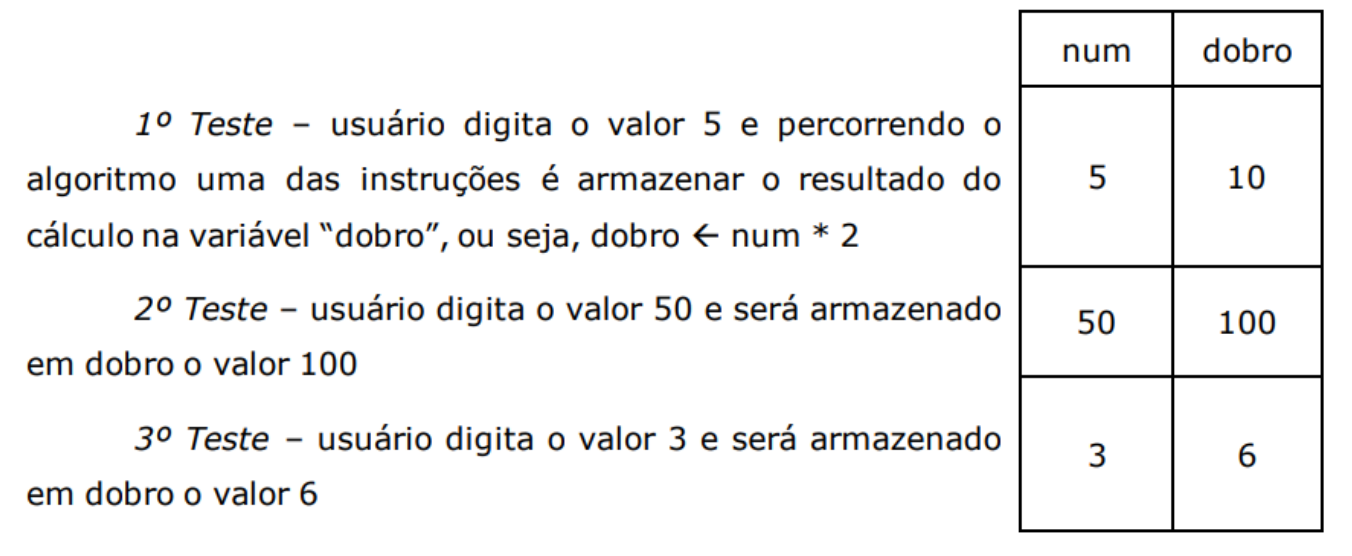 num dobro
1º Teste – usuário digita o valor 5 e percorrendo o
algoritmo uma das instruções é armazenar o resultado do
cálculo na variável “dobro”, ou seja, dobro ← num * 2
5 10
2º Teste – usuário digita o valor 50 e será armazenado
em dobro o valor 100
50 100
3º Teste – usuário digita o valor 3 e será armazenado
em dobro o valor 6
3 6